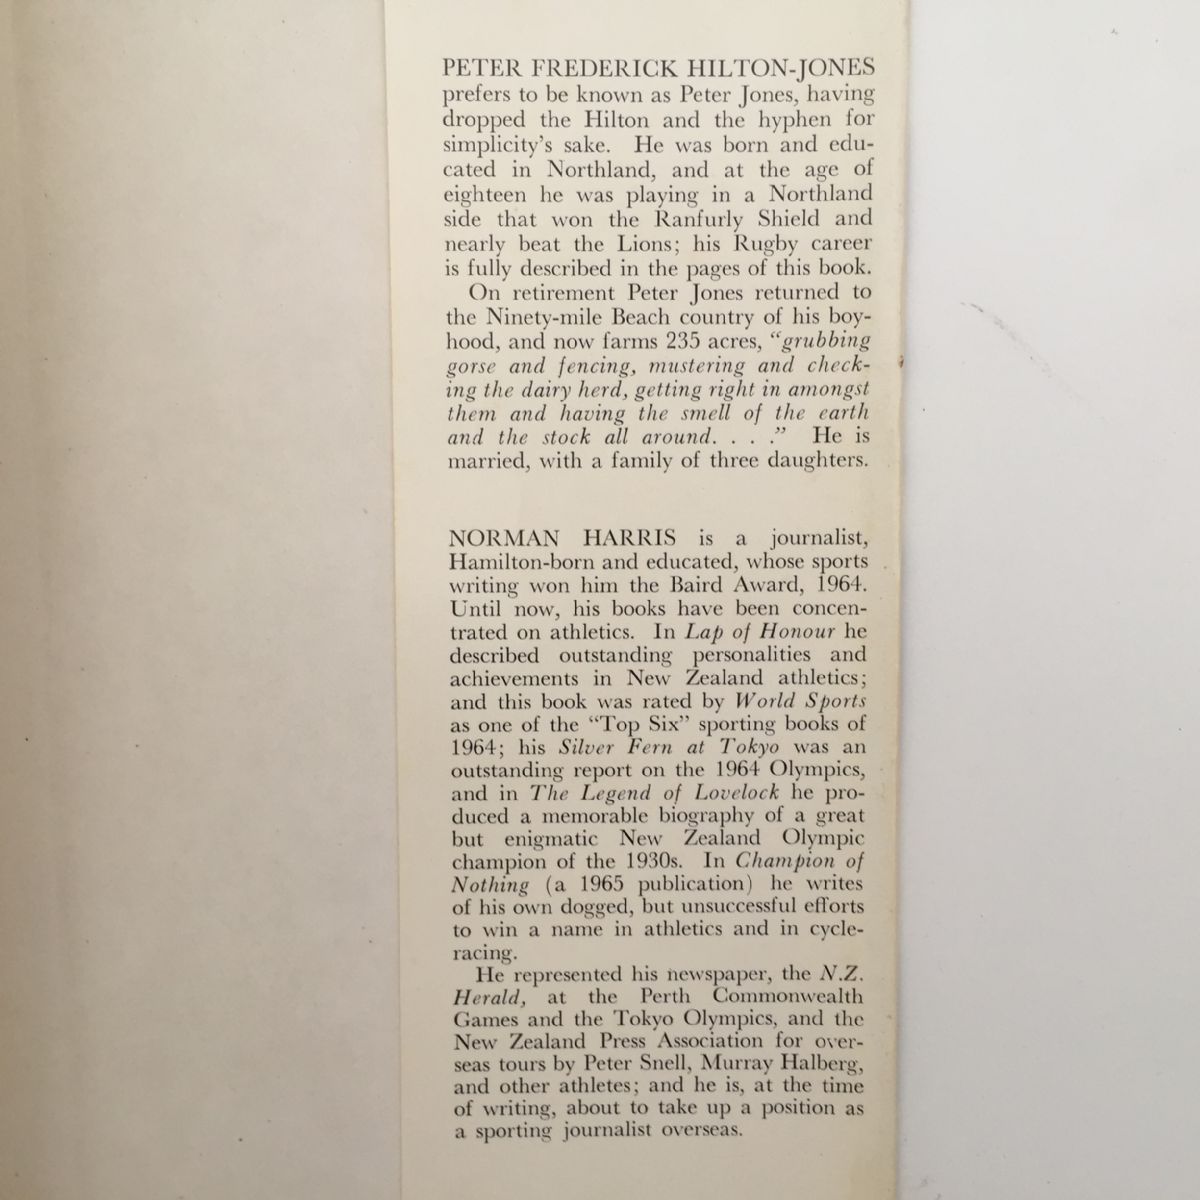 PETER FREDERICK HILTON-JONES
prefers to be known as Peter Jones, having
dropped the Hilton and the hyphen for
simplicity's sake. He was born and edu-
cated in Northland, and at the age of
eighteen he was playing in a Northland
side that won the Ranfurly Shield and
nearly beat the Lions; his Rugby career
is fully described in the pages of this book.
On retirement Peter Jones returned to
the Ninety-mile Beach country of his boy-
hood, and now farms 235 acres, "grubbing
gorse and fencing, mustering and check-
ing the dairy herd, getting right in amongst
them and having the smell of the earth
and the stock all around. . . ." He is
married, with a family of three daughters.
NORMAN HARRIS is a journalist,
Hamilton-born and educated, whose sports
writing won him the Baird Award, 1964.
Until now, his books have been concen-
trated on athletics. In Lap of Honour he
described outstanding personalities and
achievements in New Zealand athletics;
and this book was rated by World Sports
as one of the "Top Six" sporting books of
1964; his Silver Fern at Tokyo was an
outstanding report on the 1964 Olympics,
and in The Legend of Lovelock he pro-
duced a memorable biography of a great
but enigmatic New Zealand Olympic
champion of the 1930s. In Champion of
Nothing (a 1965 publication) he writes
of his own dogged, but unsuccessful efforts
to win a name in athletics and in cycle-
racing.
He represented his newspaper, the N.Z.
Herald, at the Perth Commonwealth
Games and the Tokyo Olympics, and the
New Zealand Press Association for over-
seas tours by Peter Snell, Murray Halberg,
and other athletes; and he is, at the time
of writing, about to take up a position as
a sporting journalist overseas.